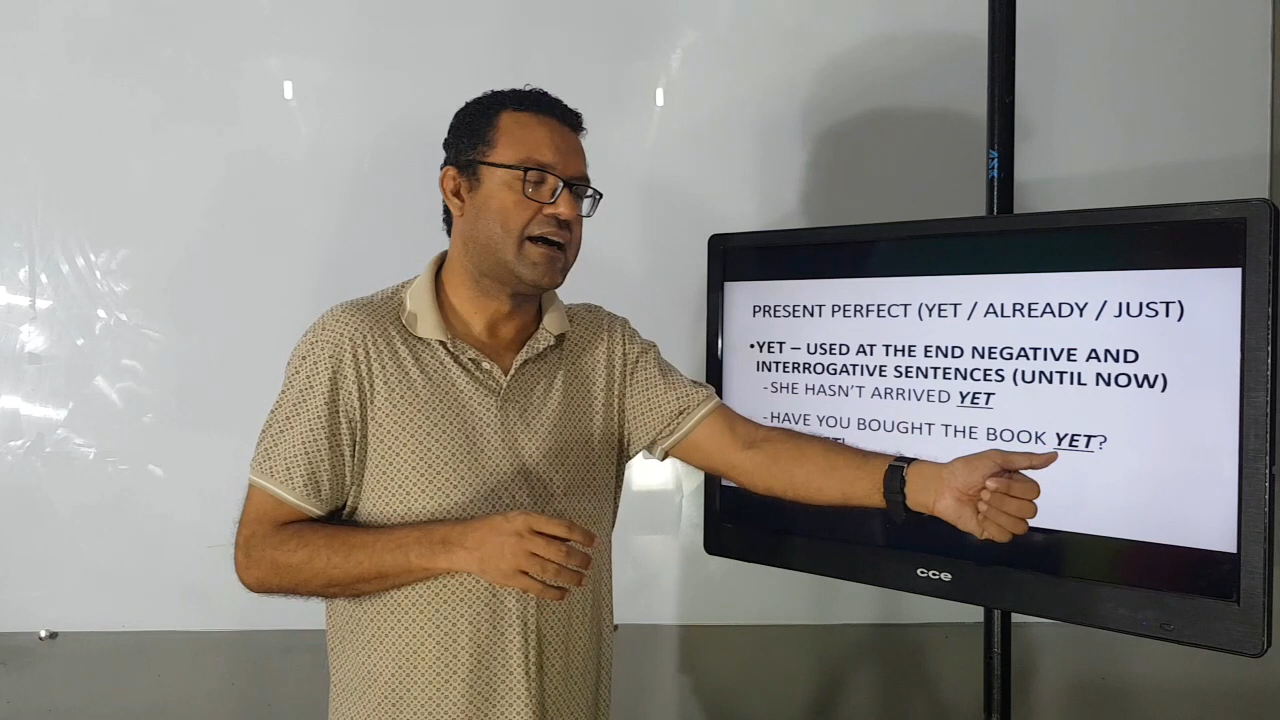 PRESENT PERFECT (YET / ALREADY / JUST)
•YET – USED AT THE END NEGATIVE AND
INTERROGATIVE SENTENCES (UNTIL NOW)
-SHE HASN'T ARRIVED YET
-HAVE YOU BOUGHT THE BOOK YET?
cce